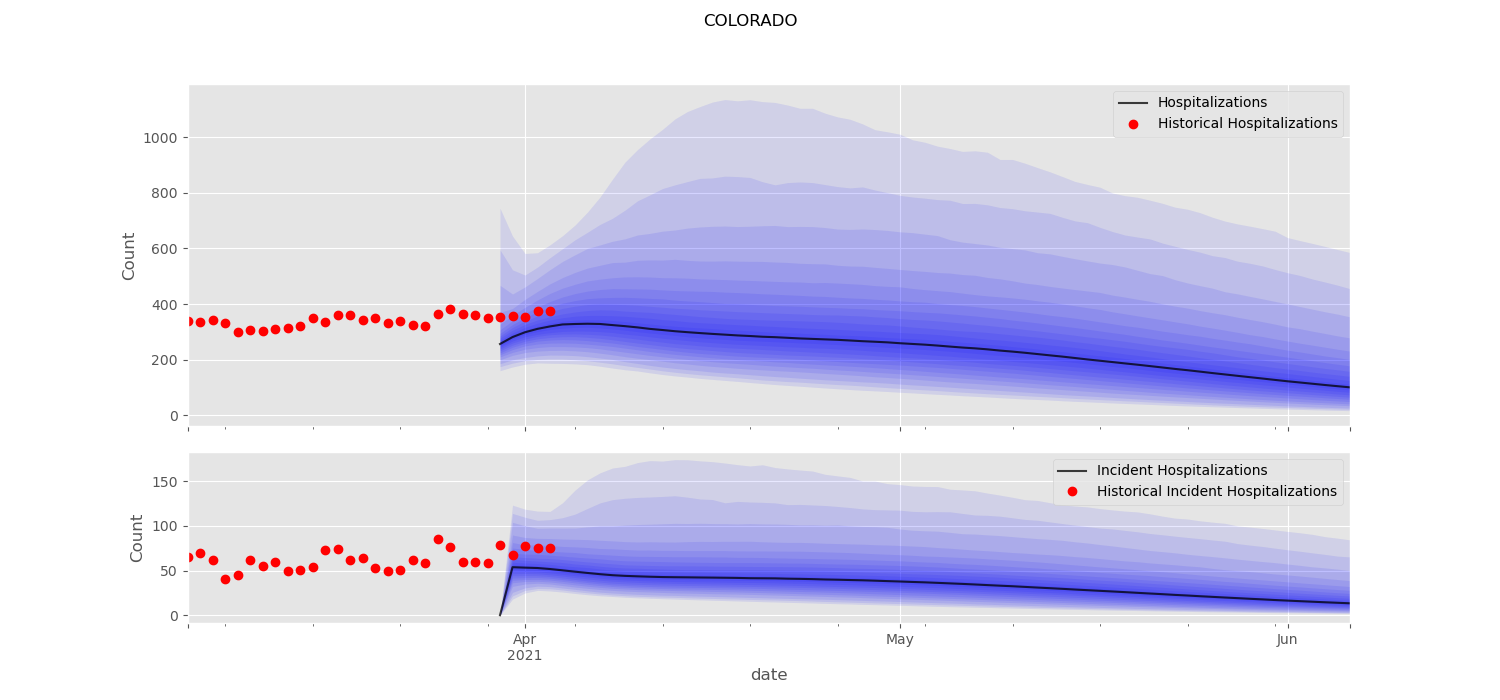 COLORADO
Hospitalizations
Historical Hospitalizations
1000
800
600
400
200
0
Count
Incident Hospitalizations
Historical Incident Hospitalizations
150
100
50
0
Count
Apr
2021
May
Jun
date